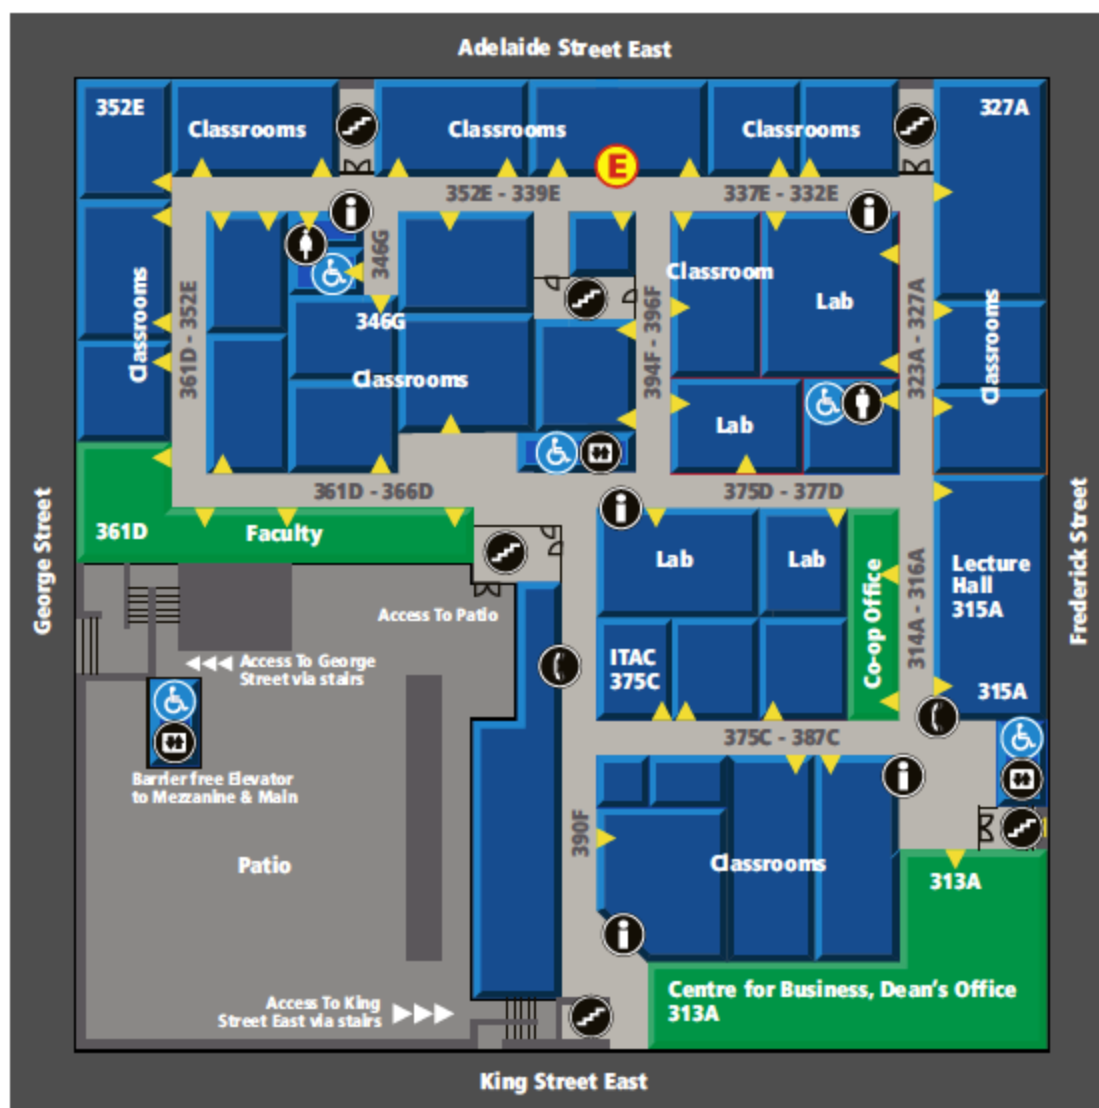 Adelaide Street East
352E
Classrooms
Classrooms
Classrooms
327A
E
352E - 339E
337E - 332E
i
i
346G
Classroom
Lab
Classrooms
361D - 352E
346G
394F - 396F
323A - 327A
Classrooms
Classrooms
Lab
361D - 366D
375D - 377D
i
361D
Faculty
George Street
Frederick Street
Lab
Lab
Lecture
Hall
315A
Co-op Office
314A - 316A
Access To Patio
Access To George
Street via stairs
ITAC
375C
315A
375C - 387C
i
Barrier free Elevator
to Mezzanine & Main
390F
Patio
Classrooms
313A
i
Centre for Business, Dean's Office
313A
Access To King
Street East via stairs
King Street East